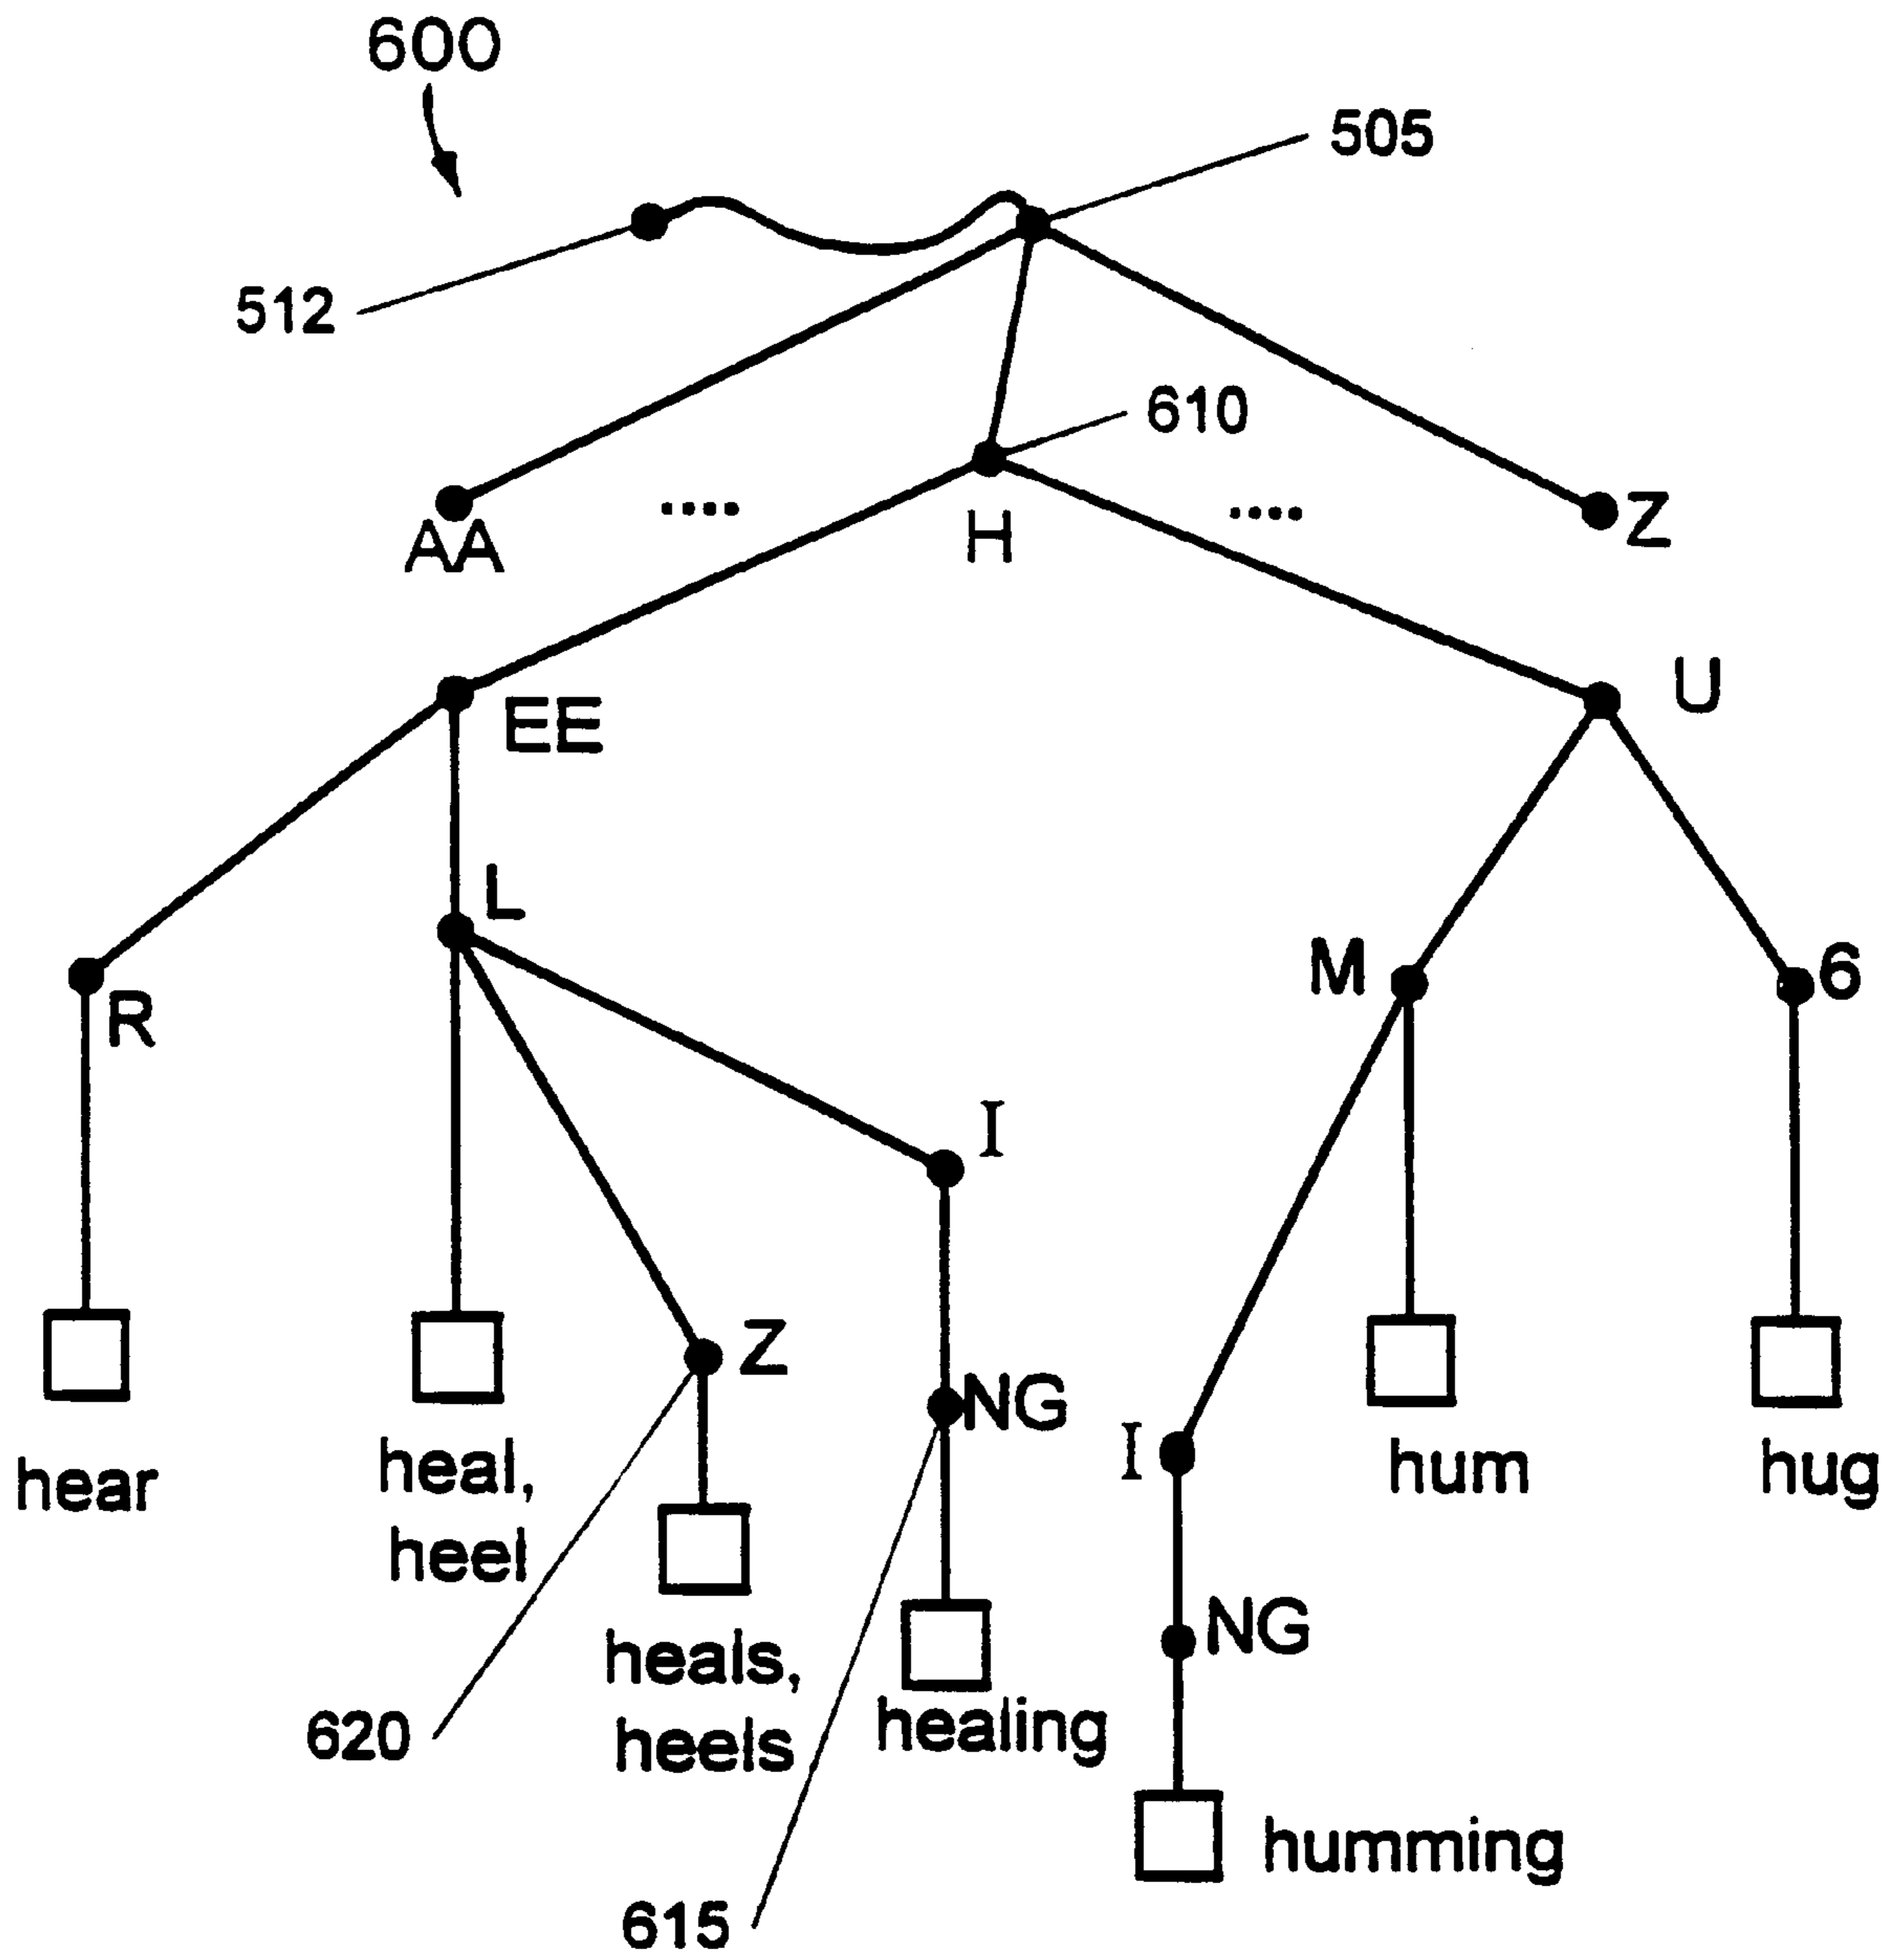 600
505
512
610
AA
....
H
....
Z
EE
U
L
R
M
6
I
Z
NG
I
hear
heal,
heel
hum
hug
heals,
heels
NG
620
healing
humming
615